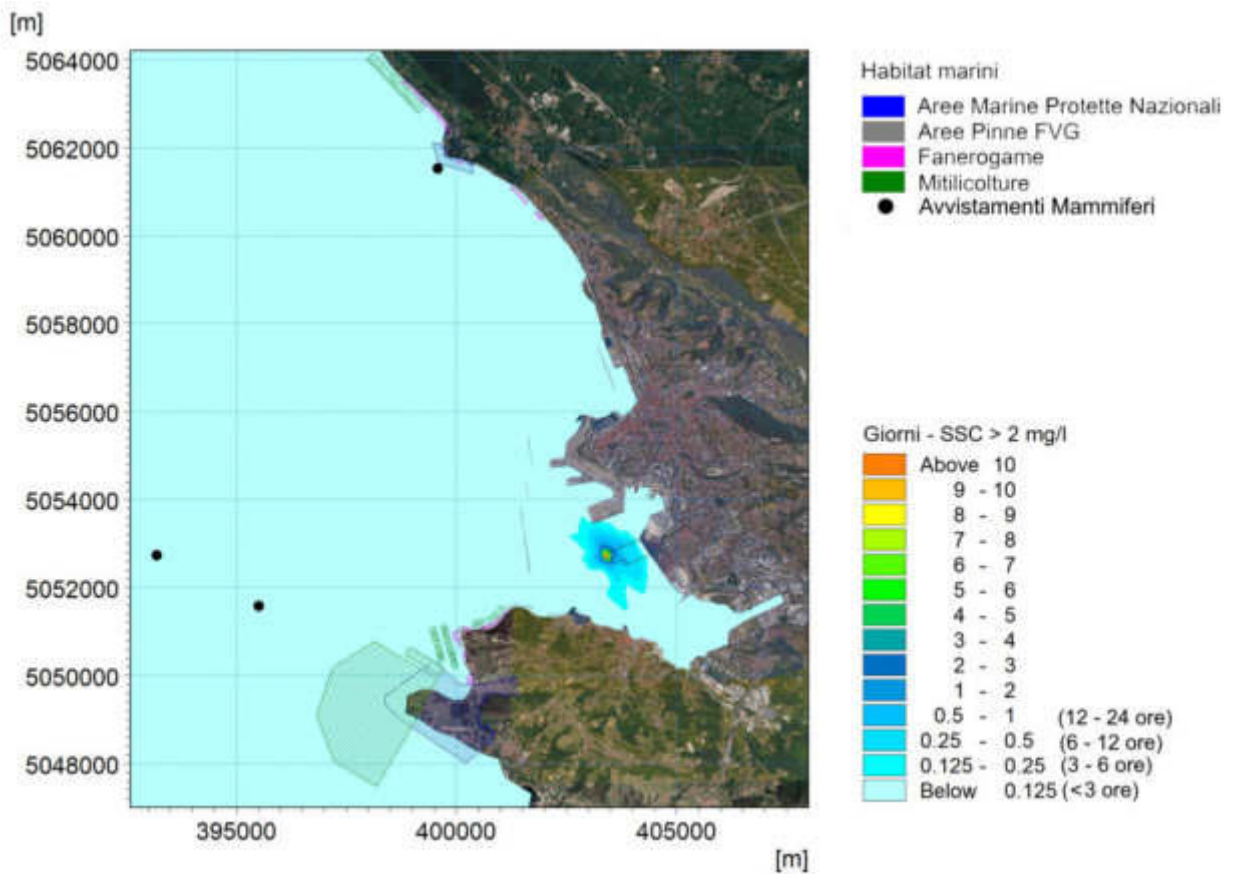 [m]
5064000
5062000
5060000
5058000
5056000
5054000
5052000
5050000
5048000
395000
400000
405000
[m]
Habitat marini
Aree Marine Protette Nazionali
Aree Pinne FVG
Fanerogame
Mitilicolture
Avvistamenti Mammiferi
Giorni - SSC > 2 mg/l
Above 10
9 - 10
8 - 9
7 - 8
6 - 7
5 - 6
4 - 5
3 - 4
2 - 3
1 - 2
0.5 - 1 (12 - 24 ore)
0.25 - 0.5 (6 - 12 ore)
0.125 - 0.25 (3 - 6 ore)
Below 0.125 (<3 ore)